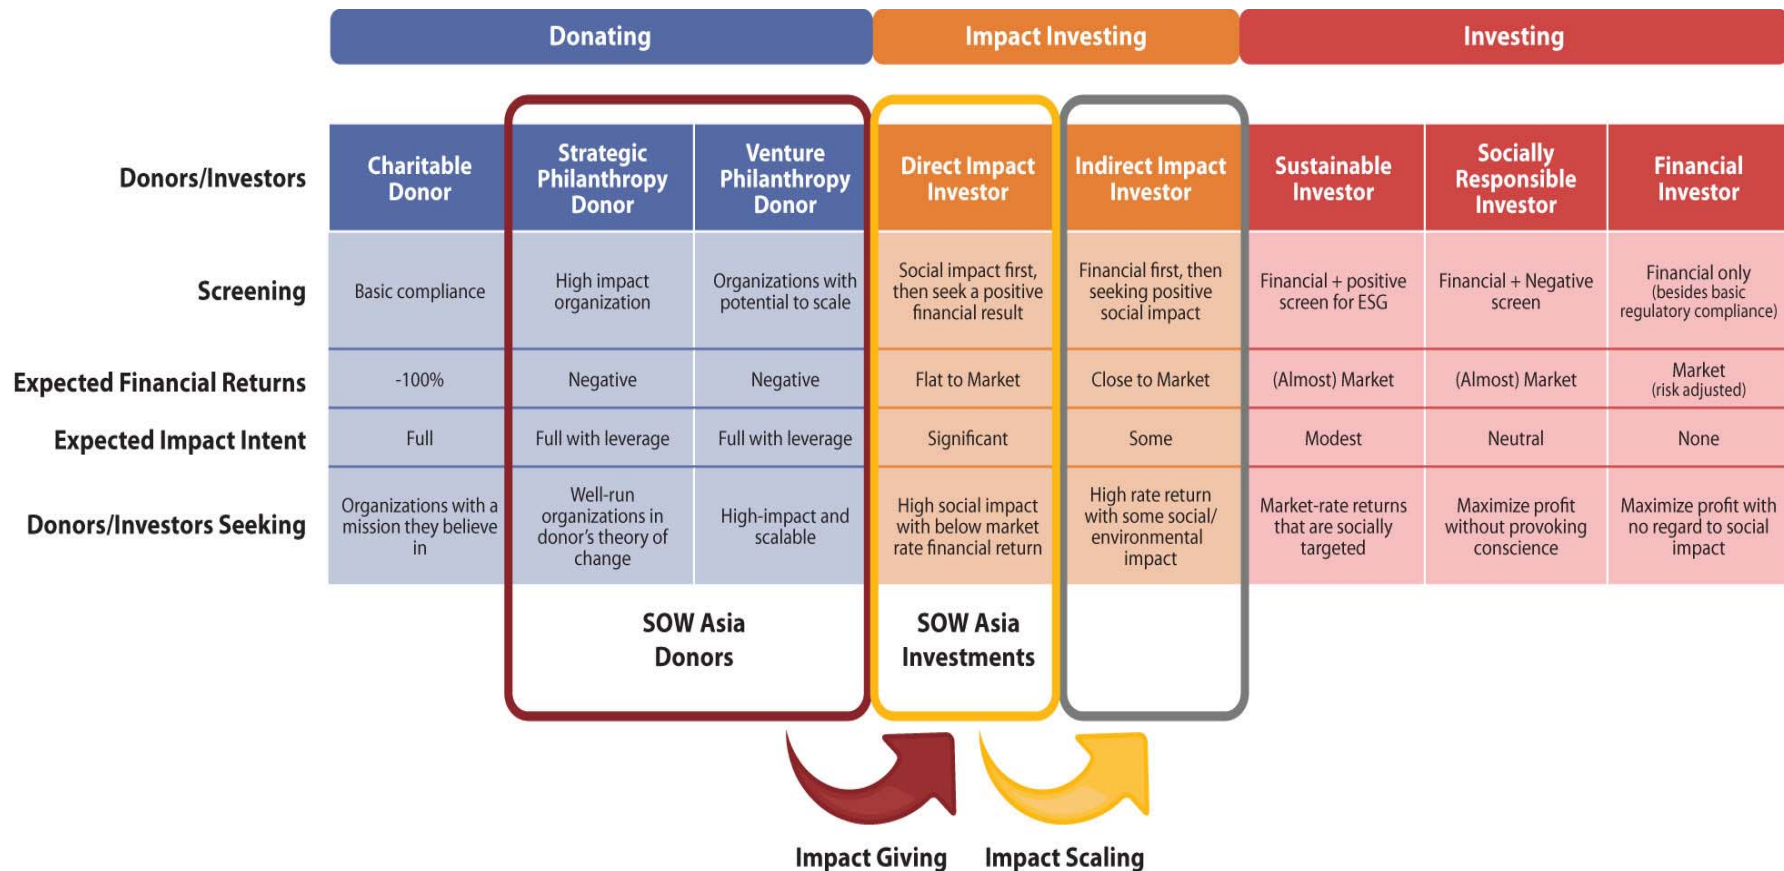 Donating
Impact Investing
Investing
Donors/Investors
Charitable
Donor
Strategic
Philanthropy
Donor
Venture
Philanthropy
Donor
Direct Impact
Investor
Indirect Impact
Investor
Sustainable
Investor
Socially
Responsible
Investor
Financial
Investor
Screening
Basic compliance
High impact
organization
Organizations with
potential to scale
Social impact first,
then seek a positive
financial result
Financial first, then
seeking positive
social impact
Financial + positive
screen for ESG
Financial + Negative
screen
Financial only
(besides basic
regulatory compliance)
Expected Financial Returns
-100%
Negative
Negative
Flat to Market
Close to Market
(Almost) Market
(Almost) Market
Market
(risk adjusted)
Expected Impact Intent
Full
Full with leverage
Full with leverage
Significant
Some
Modest
Neutral
None
Donors/Investors Seeking
Organizations with a
mission they believe
in
Well-run
organizations in
donor's theory of
change
High-impact and
scalable
High social impact
with below market
rate financial return
High rate return
with some social/
environmental
impact
Market-rate returns
that are socially
targeted
Maximize profit
without provoking
conscience
Maximize profit with
no regard to social
impact
SOW Asia
Donors
SOW Asia
Investments
Impact Giving
Impact Scaling